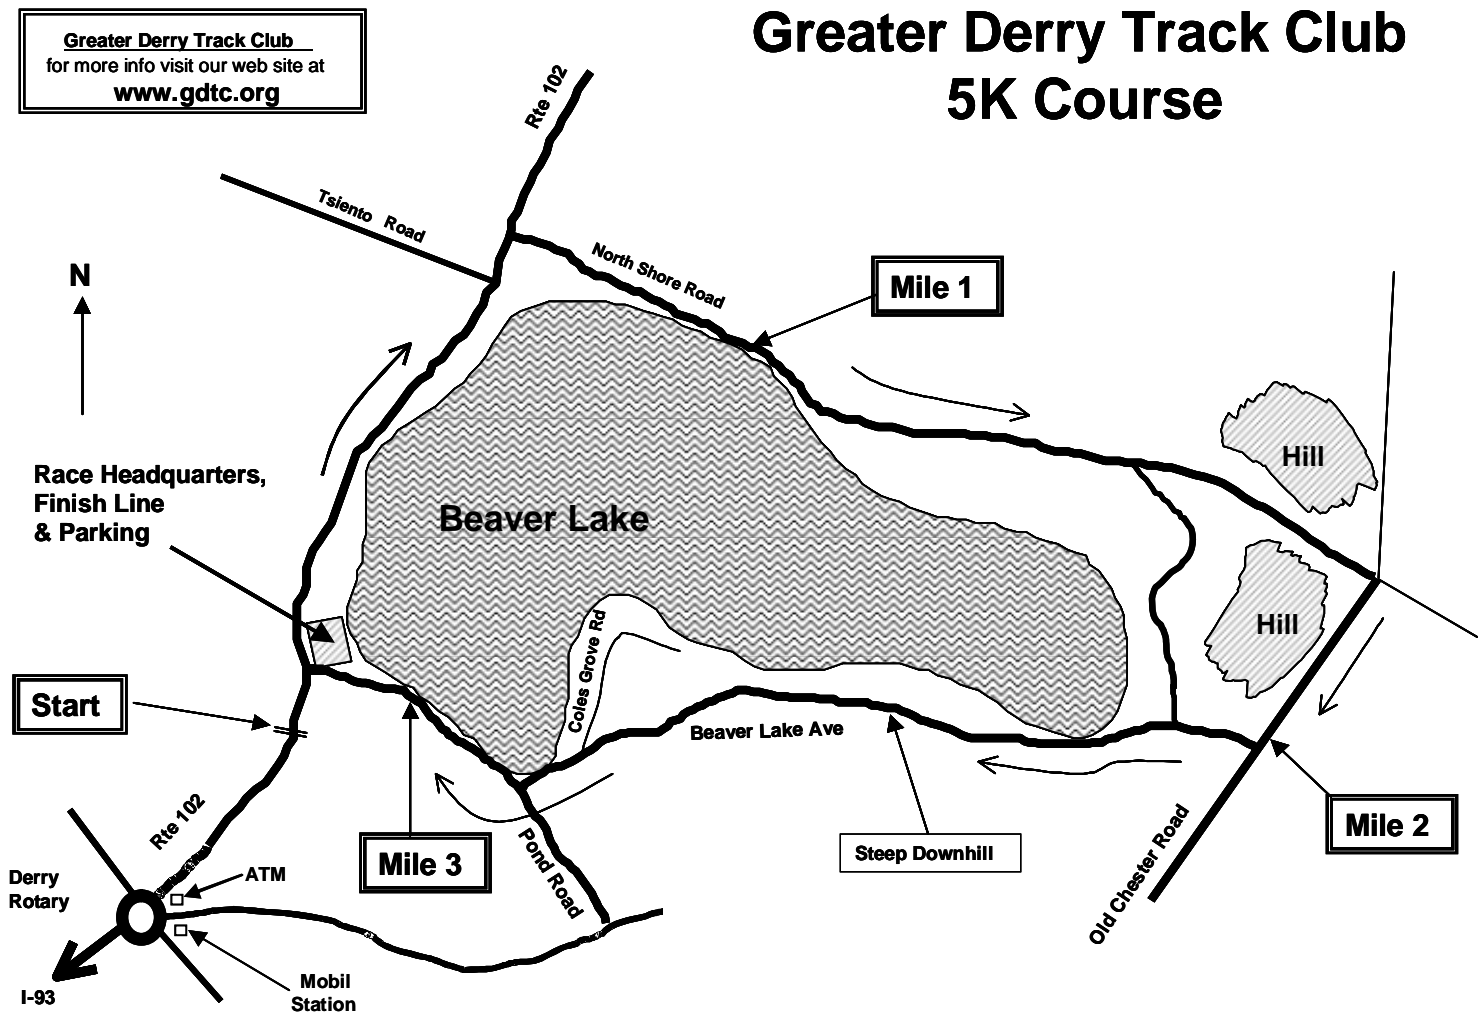 Greater Derry Track Club
for more info visit our web site at
www.gdtc.org
Greater Derry Track Club
5K Course
Rte 102
Tsiento Road
North Shore Road
N
Mile 1
Hill
Race Headquarters,
Finish Line
& Parking
Beaver Lake
Hill
Coles Grove Rd
Start
Beaver Lake Ave
Rte 102
Mile 2
Steep Downhill
Mile 3
Pond Road
Old Chester Road
ATM
Derry
Rotary
Mobil
Station
I-93